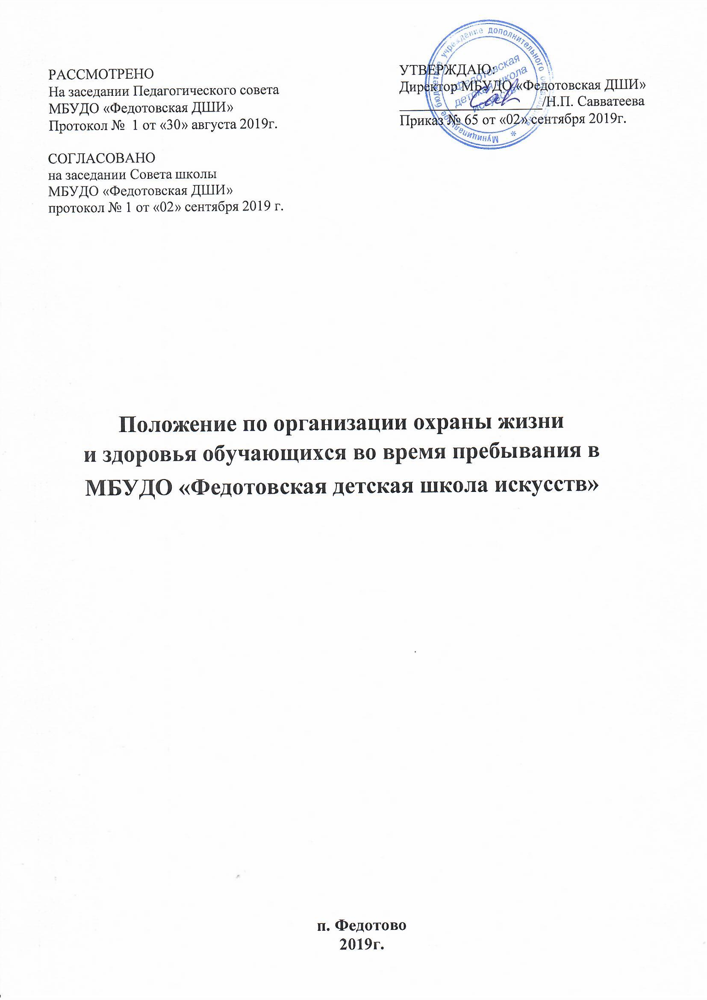 РАССМОТРЕНО
На заседании Педагогического совета
МБУДО «Федотовская ДШИ»
Протокол № 1 от «30» августа 2019г.
СОГЛАСОВАНО
на заседании Совета школы
МБУДО «Федотовская ДШИ»
протокол № 1 от «02» сентября 2019 г.
УТВЕРЖДАЮ:
Директор МБУДО «Федотовская ДШИ»
____________________/Н.П. Савватеева
Приказ № 65 от «02» сентября 2019г.
Муниципальное бюджетное учреждение дополнительного образования *
Федотовская
детская школа
искусств
Положение по организации охраны жизни
и здоровья обучающихся во время пребывания в
МБУДО «Федотовская детская школа искусств»
п. Федотово
2019г.